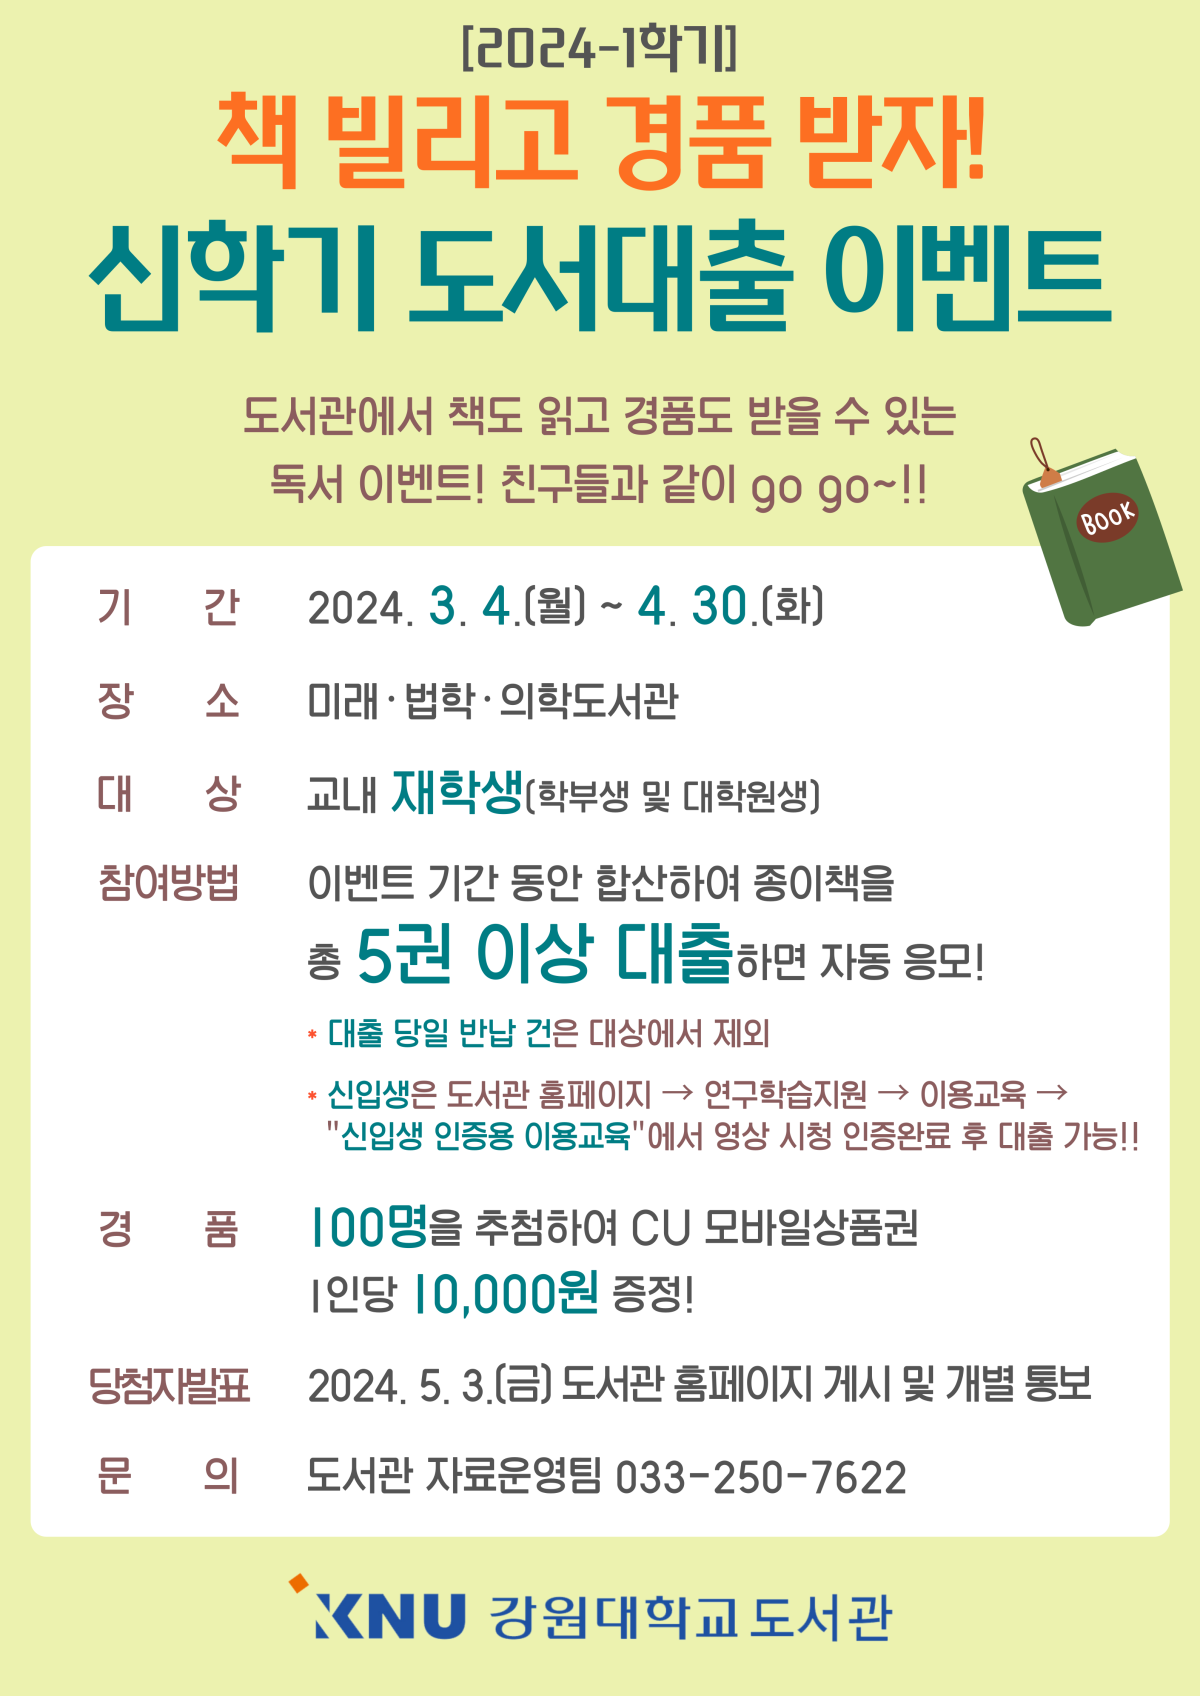 [2024-1학기]
책 빌리고 경품 받자!
신학기 도서대출 이벤트
도서관에서 책도 읽고 경품도 받을 수 있는
독서 이벤트! 친구들과 같이 go go~!!
BOOK
기 간 2024. 3. 4.(월) ~ 4. 30.(화)
장 소 미래·법학·의학도서관
대 상 교내 재학생(학부생 및 대학원생)
참여방법 이벤트 기간 동안 합산하여 종이책을
총 5권 이상 대출하면 자동 응모!
* 대출 당일 반납 건은 대상에서 제외
* 신입생은 도서관 홈페이지 → 연구학습지원 → 이용교육 →
"신입생 인증용 이용교육"에서 영상 시청 인증완료 후 대출 가능!!
경 품 100명을 추첨하여 CU 모바일상품권
1인당 10,000원 증정!
당첨자발표 2024. 5. 3.(금) 도서관 홈페이지 게시 및 개별 통보
문 의 도서관 자료운영팀 033-250-7622
KNU 강원대학교 도서관